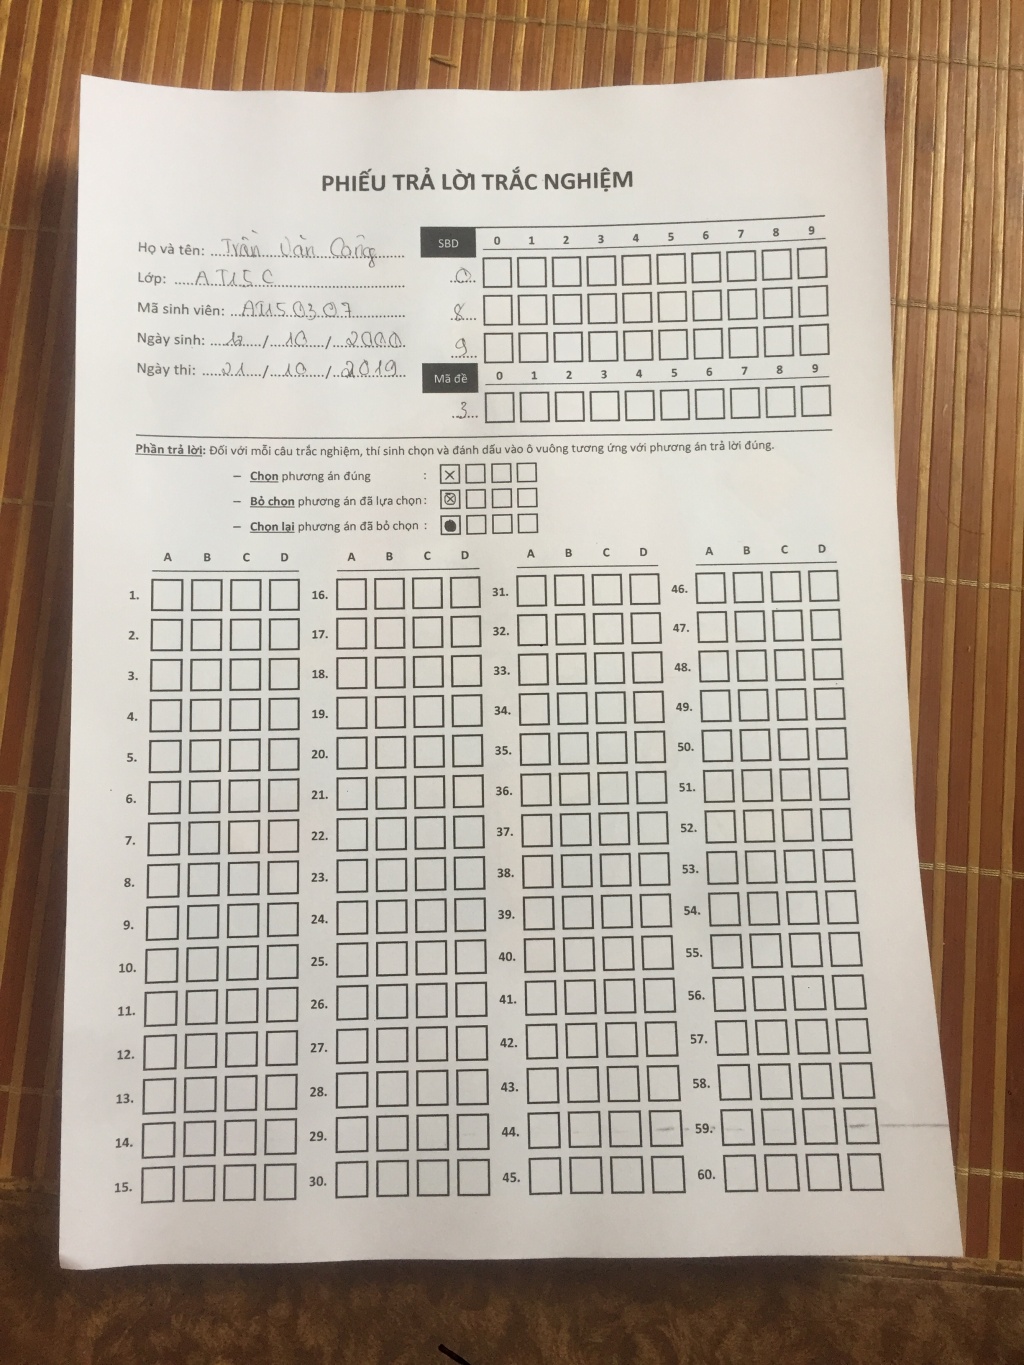 PHIẾU TRẢ LỜI TRẮC NGHIỆM
Họ và tên: Trần Văn Công
Lớp: AT15C
Mã sinh viên: AT150307
Ngày sinh: 17 / 10 / 2000
Ngày thi: 21 / 10 / 2019
SBD 0 1 2 3 4 5 6 7 8 9
0
8
9
Mã đề 0 1 2 3 4 5 6 7 8 9
3
Phần trả lời: Đối với mỗi câu trắc nghiệm, thí sinh chọn và đánh dấu vào ô vuông tương ứng với phương án trả lời đúng.
– Chọn phương án đúng :
– Bỏ chọn phương án đã lựa chọn :
– Chọn lại phương án đã bỏ chọn :
A B C D A B C D A B C D A B C D
1. 16. 31. 46.
2. 17. 32. 47.
3. 18. 33. 48.
4. 19. 34. 49.
5. 20. 35. 50.
6. 21. 36. 51.
7. 22. 37. 52.
8. 23. 38. 53.
9. 24. 39. 54.
10. 25. 40. 55.
11. 26. 41. 56.
12. 27. 42. 57.
13. 28. 43. 58.
14. 29. 44. 59.
15. 30. 45. 60.